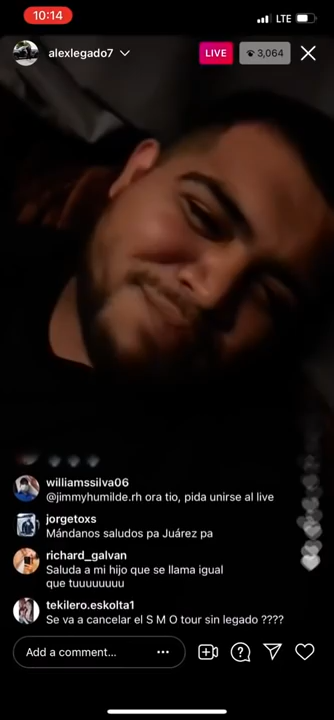 10:14
LTE
alexlegado7
LIVE
3,064
williamssilva06
@jimmyhumilde.rh ora tio, pida unirse al live
jorgetoxs
Mándanos saludos pa Juárez pa
richard_galvan
Saluda a mi hijo que se llama igual
que tuuuuuuuu
tekilero.eskolta1
Se va a cancelar el S M O tour sin legado ????
Add a comment...